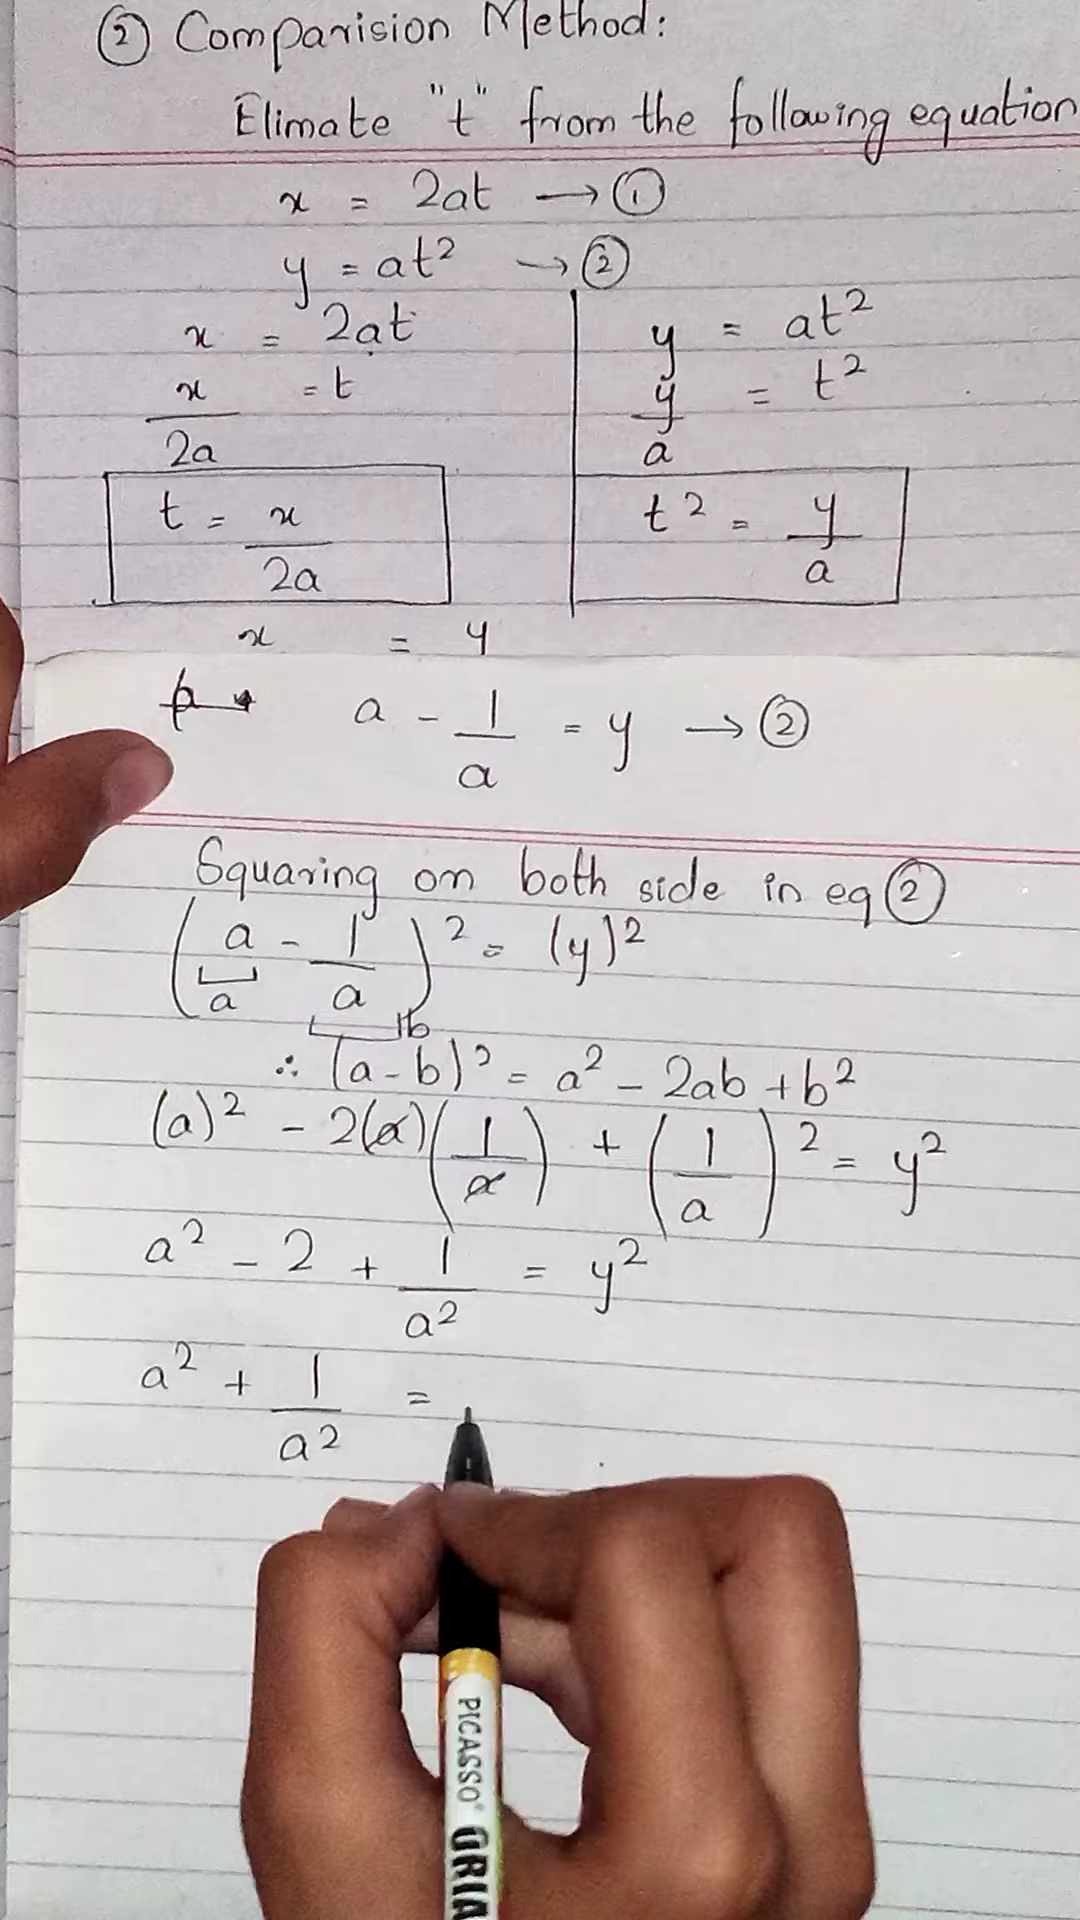 ② Comparision Method:
Elimate "t" from the following equation
x = 2at → ①
y = at² → ②
x = 2at
x/2a = t
t = x/2a
y = at²
y/a = t²
t² = y/a
x = y
a - 1/a = y → ②
Squaring on both side in eq ②
(a - 1/a)² = (y)²
a b
∴ (a-b)² = a² - 2ab + b²
(a)² - 2(a)(1/a) + (1/a)² = y²
a² - 2 + 1/a² = y²
a² + 1/a² =
PICASSO®